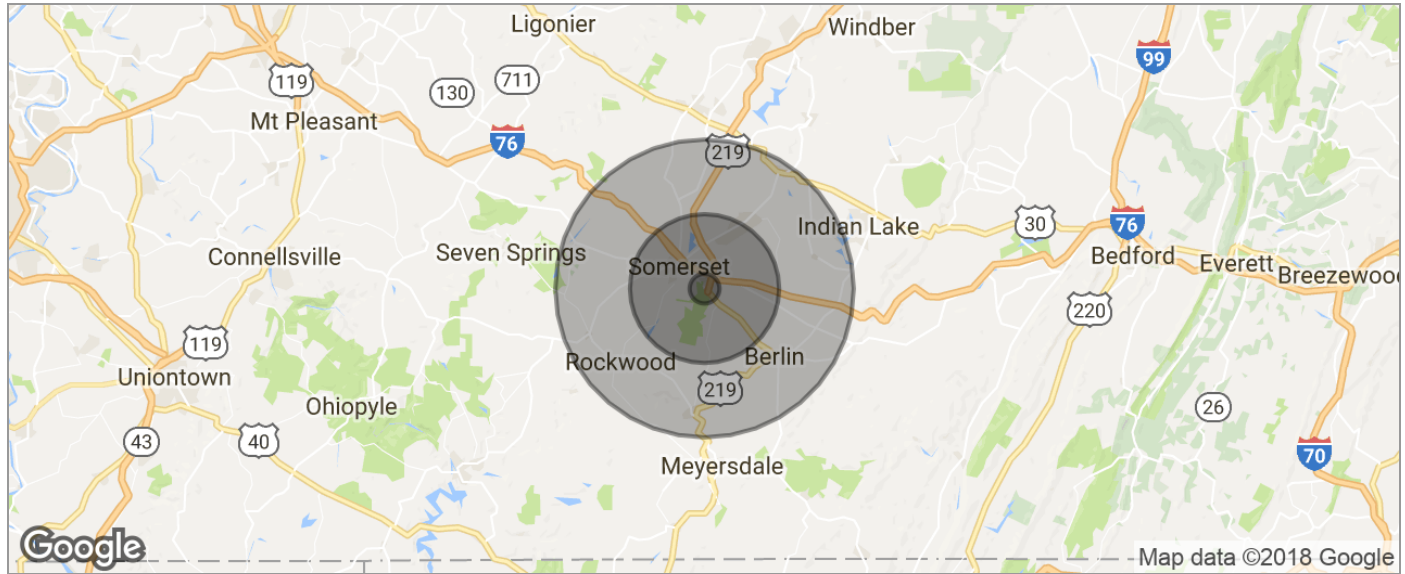 Ligonier
Windber
99
119
130
711
Mt Pleasant
76
219
Indian Lake
30
76
Connellsville
Seven Springs
Somerset
Bedford
Everett
Breezewood
220
119
Uniontown
Rockwood
Berlin
219
Ohiopyle
26
43
40
70
Meyersdale
Google
Map data ©2018 Google